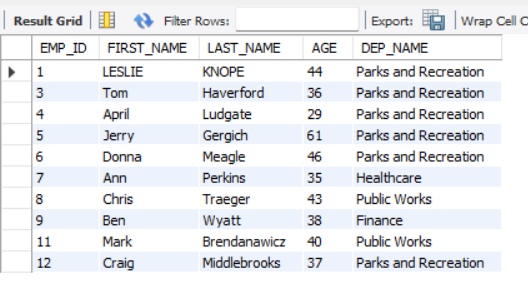 Result Grid Filter Rows: Export: Wrap Cell C
EMP_ID FIRST_NAME LAST_NAME AGE DEP_NAME
1 LESLIE KNOPE 44 Parks and Recreation
3 Tom Haverford 36 Parks and Recreation
4 April Ludgate 29 Parks and Recreation
5 Jerry Gergich 61 Parks and Recreation
6 Donna Meagle 46 Parks and Recreation
7 Ann Perkins 35 Healthcare
8 Chris Traeger 43 Public Works
9 Ben Wyatt 38 Finance
11 Mark Brendanawicz 40 Public Works
12 Craig Middlebrooks 37 Parks and Recreation